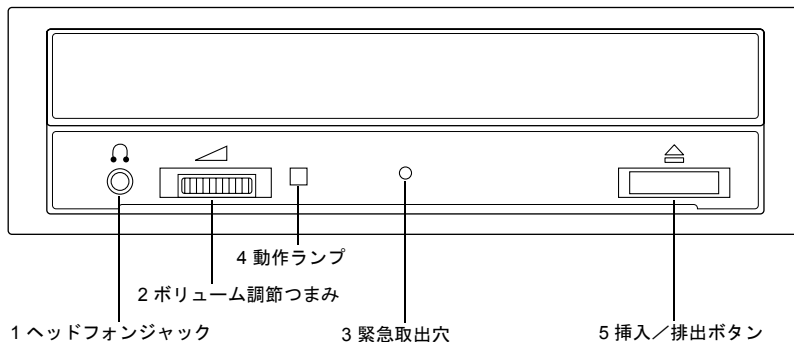 4 動作ランプ
2 ボリューム調節つまみ
1 ヘッドフォンジャック
3 緊急取出穴
5 挿入／排出ボタン